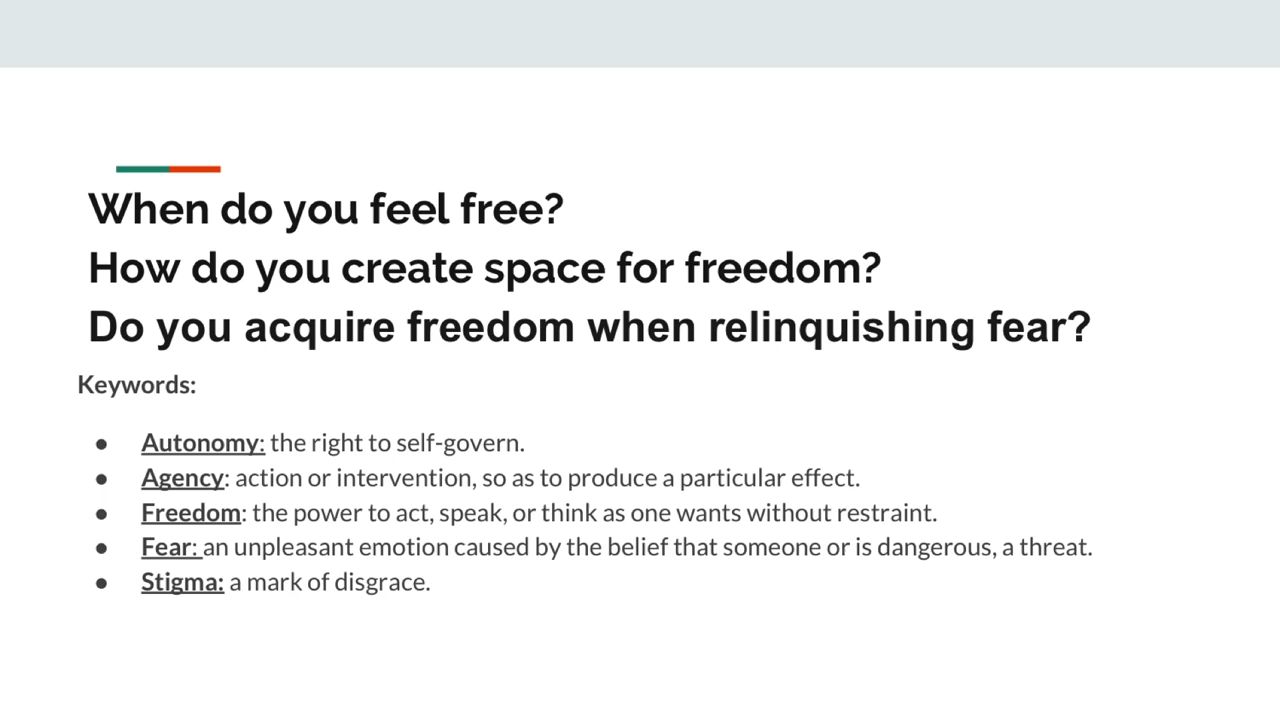 When do you feel free?
How do you create space for freedom?
Do you acquire freedom when relinquishing fear?
Keywords:
● Autonomy: the right to self-govern.
● Agency: action or intervention, so as to produce a particular effect.
● Freedom: the power to act, speak, or think as one wants without restraint.
● Fear: an unpleasant emotion caused by the belief that someone or is dangerous, a threat.
● Stigma: a mark of disgrace.